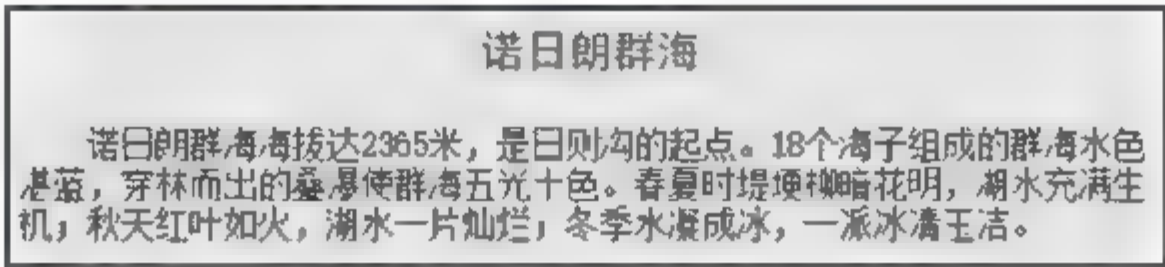 诺日朗群海
诺日朗群海海拔达2365米，是日则沟的起点。18个海子组成的群海水色
湛蓝，穿林而出的叠瀑使群海五光十色。春夏时堤埂柳暗花明，湖水充满生
机；秋天红叶如火，湖水一片灿烂；冬季水凝成冰，一派冰清玉洁。